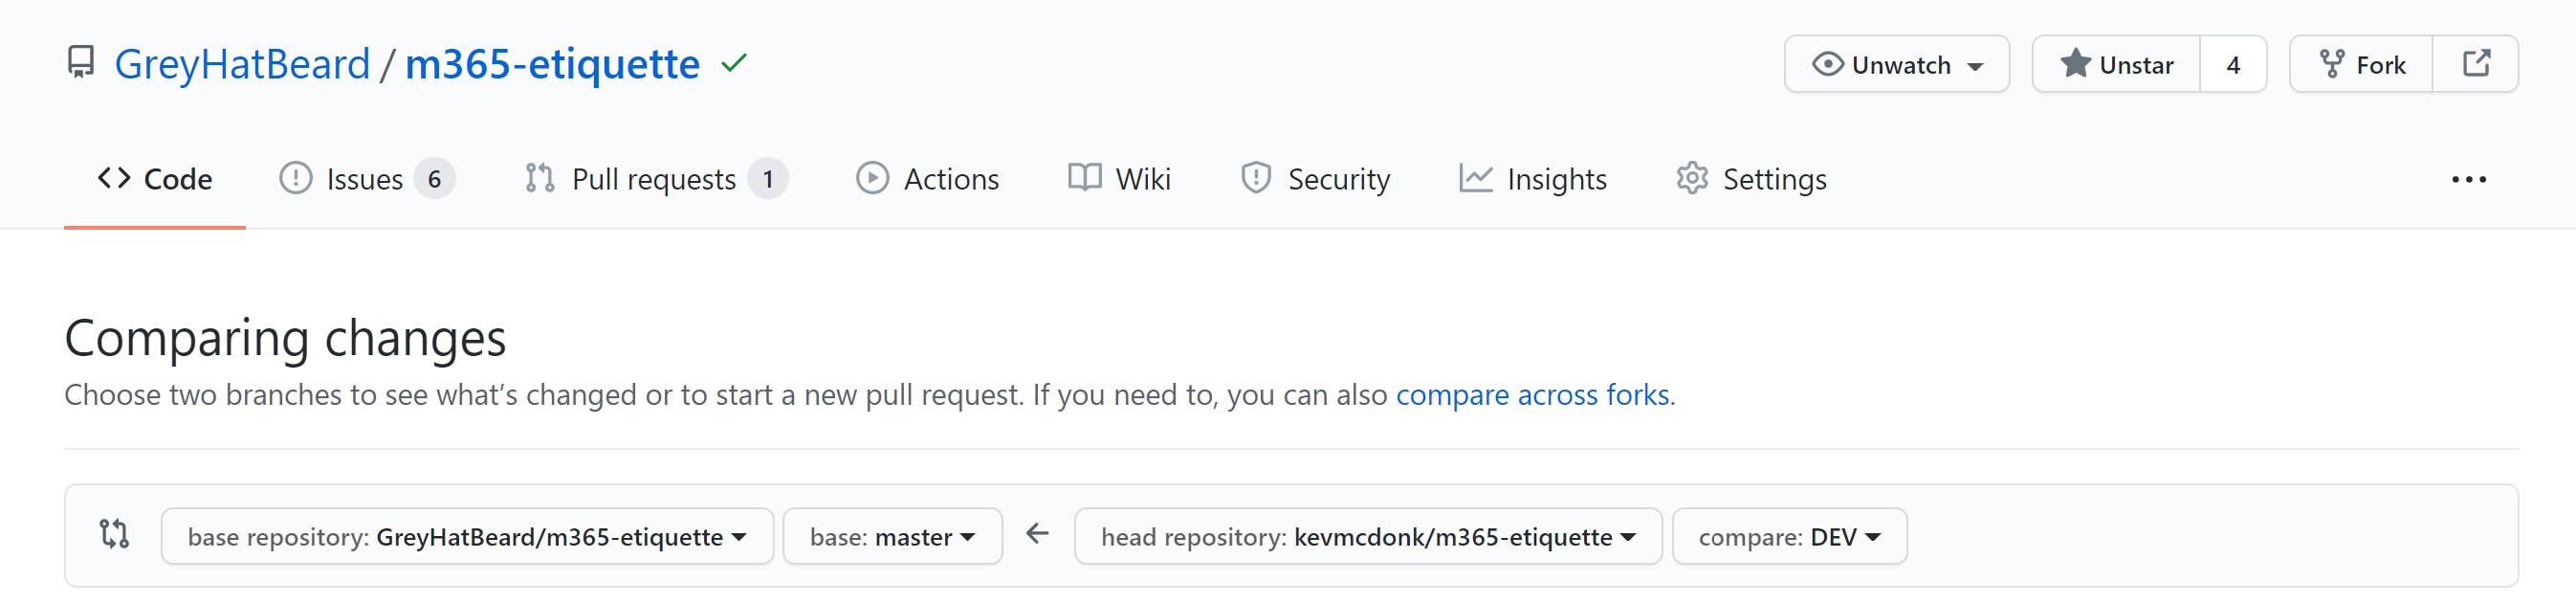 GreyHatBeard / m365-etiquette
Unwatch
Unstar 4
Fork
Code
Issues 6
Pull requests 1
Actions
Wiki
Security
Insights
Settings
Comparing changes
Choose two branches to see what’s changed or to start a new pull request. If you need to, you can also compare across forks.
base repository: GreyHatBeard/m365-etiquette base: master head repository: kevmcdonk/m365-etiquette compare: DEV